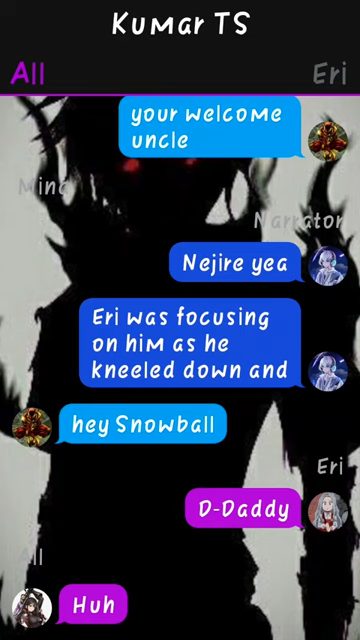 Kumar TS
All
Eri
your welcome
uncle
Mina
Narrator
Nejire yea
Eri was focusing
on him as he
kneeled down and
hey Snowball
Eri
D-Daddy
All
Huh